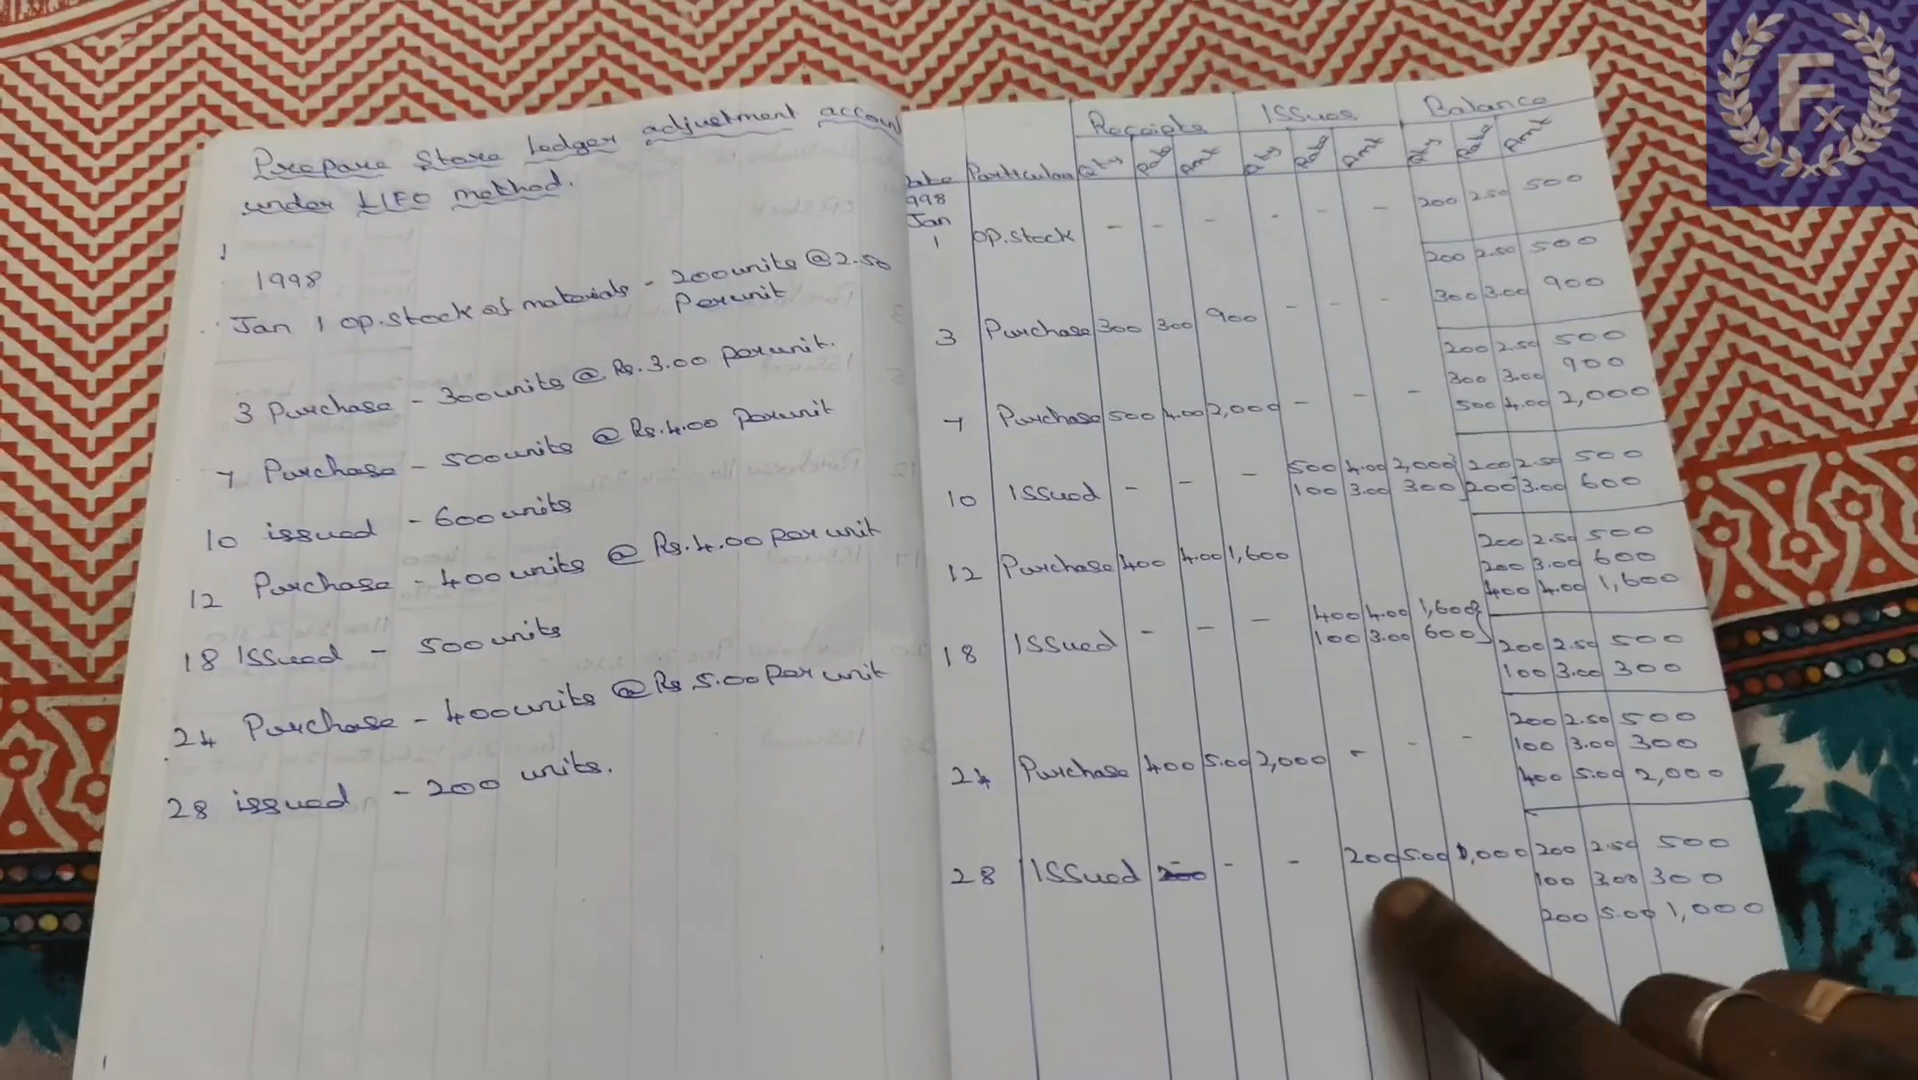 Prepare Store ledger adjustment account
under LIFO method.
1998
Jan 1 op.stock of materials - 200 units @ 2.50
Per unit
3 Purchase - 300 units @ Rs. 3.00 per unit.
7 Purchase - 500 units @ Rs. 4.00 per unit
10 issued - 600 units
12 Purchase - 400 units @ Rs. 4.00 per unit
18 ISSued - 500 units
24 Purchase - 400 units @ Rs. 5.00 per unit
28 issued - 200 units.
Receipts ISSues Balance
Date Particulars Qty Rate Amt Qty Rate Amt Qty Rate Amt
1998
Jan
1 op.stock - - - - - - 200 2.50 500
200 2.50 500
3 Purchase 300 300 900 - - - 300 3.00 900
200 2.50 500
300 3.00 900
7 Purchase 500 4.00 2,000 - - - 500 4.00 2,000
10 ISSued - - - 500 4.00 2,000 200 2.50 500
100 3.00 300 200 3.00 600
200 2.50 500
12 Purchase 400 4.00 1,600 200 3.00 600
400 4.00 1,600
18 ISSued - - - 400 4.00 1,600 200 2.50 500
100 3.00 600 100 3.00 300
200 2.50 500
100 3.00 300
24 Purchase 400 5.00 2,000 - - - 400 5.00 2,000
28 ISSued - - - 200 5.00 1,000 200 2.50 500
100 3.00 300
200 5.00 1,000
Fx